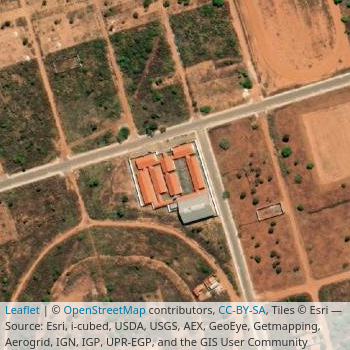 Leaflet | © OpenStreetMap contributors, CC-BY-SA, Tiles © Esri —
Source: Esri, i-cubed, USDA, USGS, AEX, GeoEye, Getmapping,
Aerogrid, IGN, IGP, UPR-EGP, and the GIS User Community